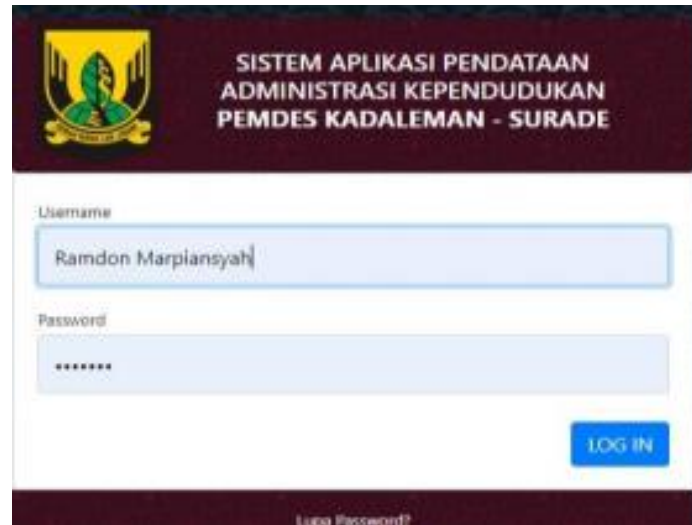 SISTEM APLIKASI PENDATAAN
ADMINISTRASI KEPENDUDUKAN
PEMDES KADALEMAN - SURADE
Username
Ramdon Marpiansyah
Password
•••••••
LOG IN
Lupa Password?